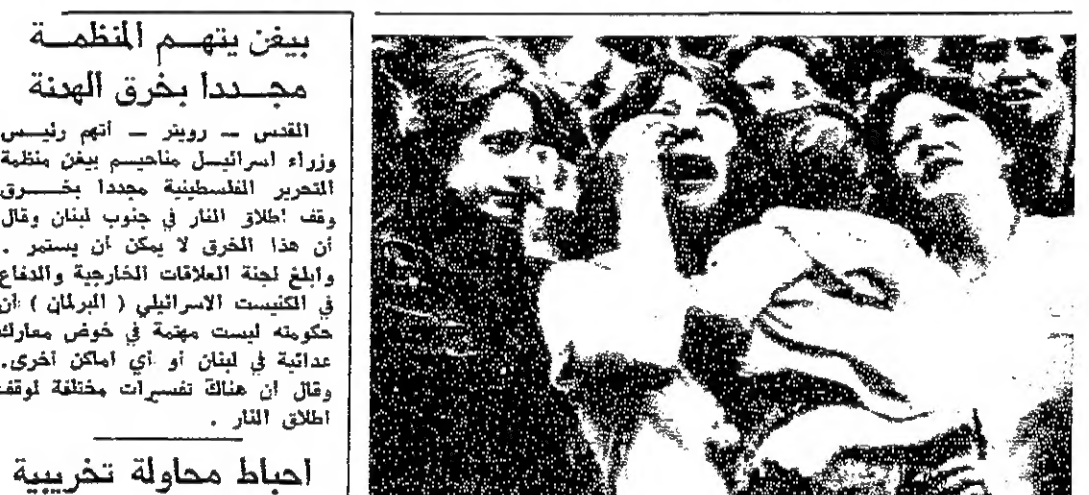 بيغن يتهم المنظمة
مجددا بخرق الهدنة
القدس – رويتر – أتهم رئيس
وزراء اسرائيل مناحيم بيغن منظمة
التحرير الفلسطينية مجددا بخرق
وقف اطلاق النار في جنوب لبنان وقال
أن هذا الخرق لا يمكن أن يستمر .
وابلغ لجنة العلاقات الخارجية والدفاع
في الكنيست الاسرائيلي ( البرلمان ) أن
حكومته ليست مهتمة في خوض معارك
عدائية في لبنان أو أي اماكن أخرى.
وقال ان هناك تفسيرات مختلفة لوقف
اطلاق النار .
احباط محاولة تخريبية